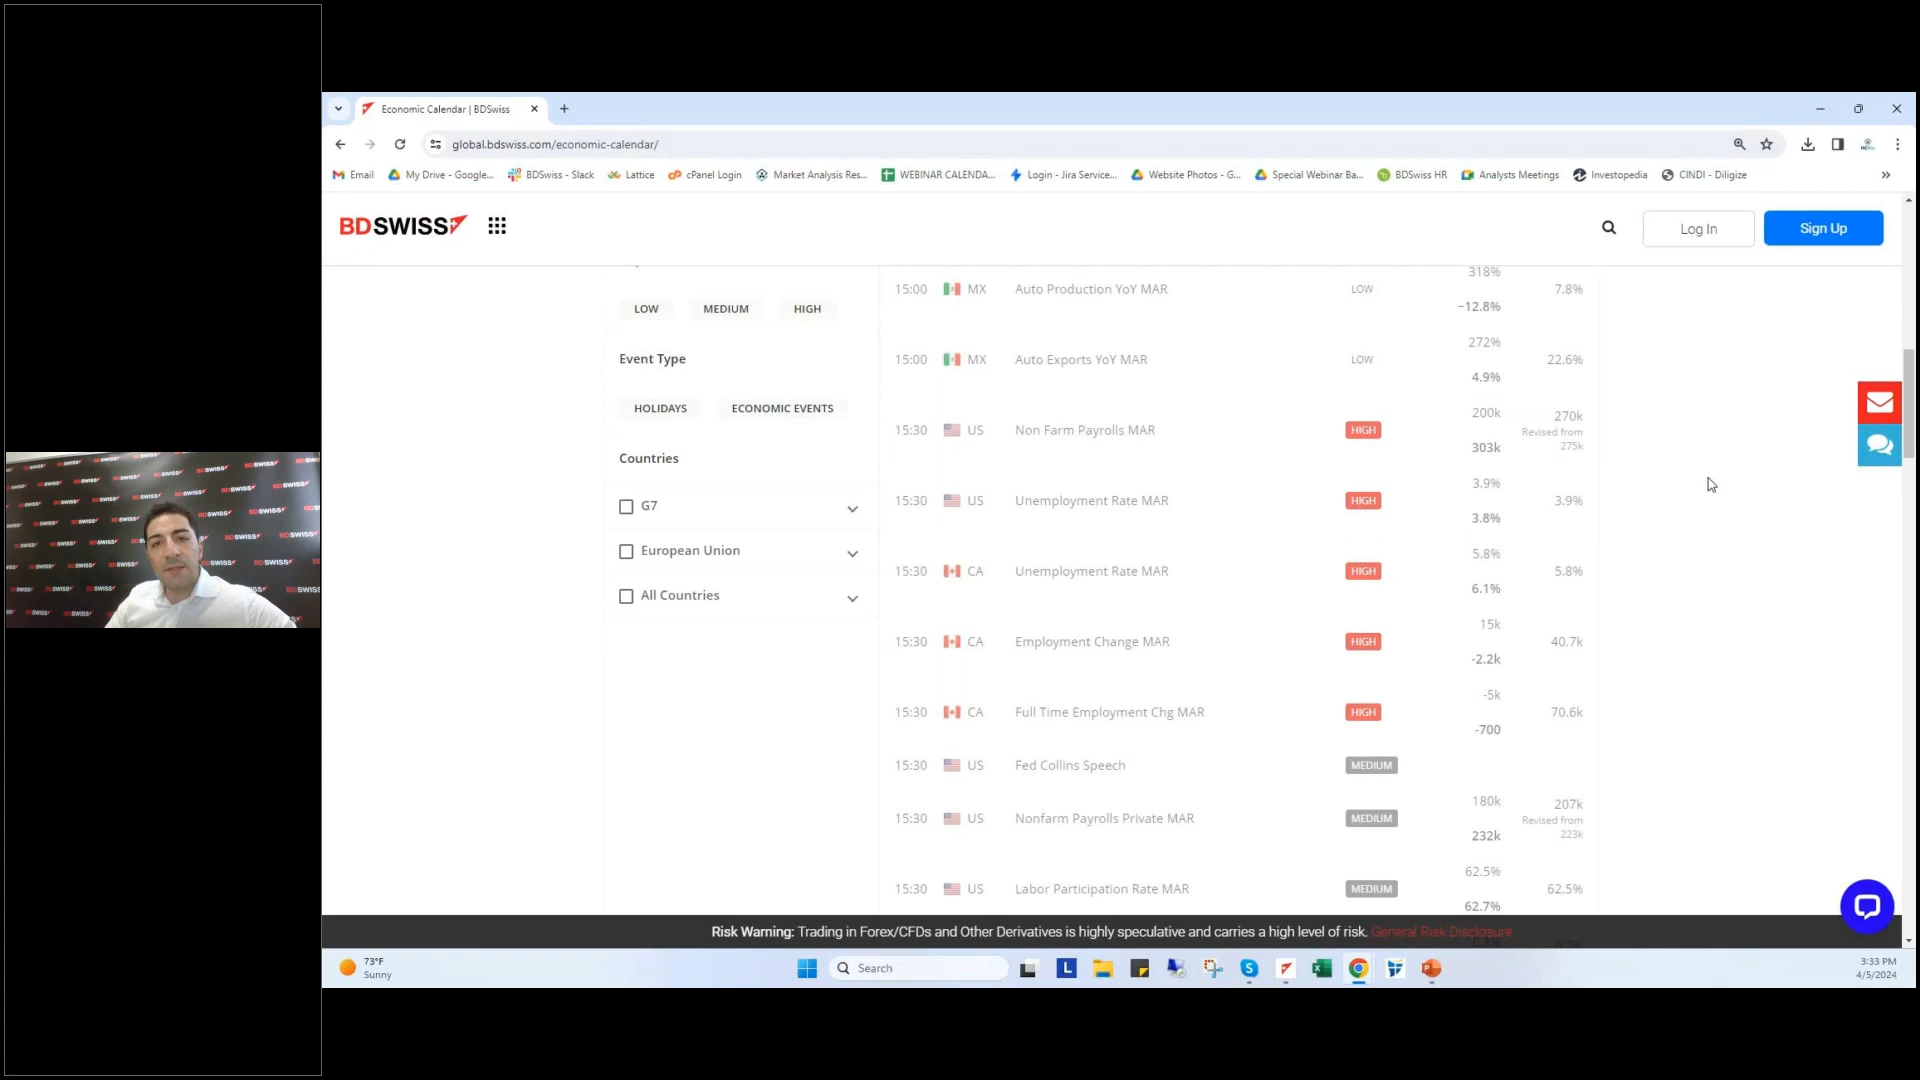 Economic Calendar | BDSwiss
global.bdswiss.com/economic-calendar/
Email
My Drive - Google...
BDSwiss - Slack
Lattice
cPanel Login
Market Analysis Res...
WEBINAR CALENDA...
Login - Jira Service...
Website Photos - G...
Special Webinar Ba...
BDSwiss HR
Analysts Meetings
Investopedia
CINDI - Diligize
BDSWISS
Log In
Sign Up
LOW
MEDIUM
HIGH
Event Type
HOLIDAYS
ECONOMIC EVENTS
Countries
G7
European Union
All Countries
318%
15:00 MX Auto Production YoY MAR LOW 7.8%
−12.8%
272%
15:00 MX Auto Exports YoY MAR LOW 22.6%
4.9%
200k 270k
15:30 US Non Farm Payrolls MAR HIGH Revised from
303k 275k
3.9%
15:30 US Unemployment Rate MAR HIGH 3.9%
3.8%
5.8%
15:30 CA Unemployment Rate MAR HIGH 5.8%
6.1%
15k
15:30 CA Employment Change MAR HIGH 40.7k
-2.2k
-5k
15:30 CA Full Time Employment Chg MAR HIGH 70.6k
-700
15:30 US Fed Collins Speech MEDIUM
180k 207k
15:30 US Nonfarm Payrolls Private MAR MEDIUM Revised from
232k 223k
62.5%
15:30 US Labor Participation Rate MAR MEDIUM 62.5%
62.7%
Risk Warning: Trading in Forex/CFDs and Other Derivatives is highly speculative and carries a high level of risk. General Risk Disclosure
73°F
Sunny
Search
3:33 PM
4/5/2024